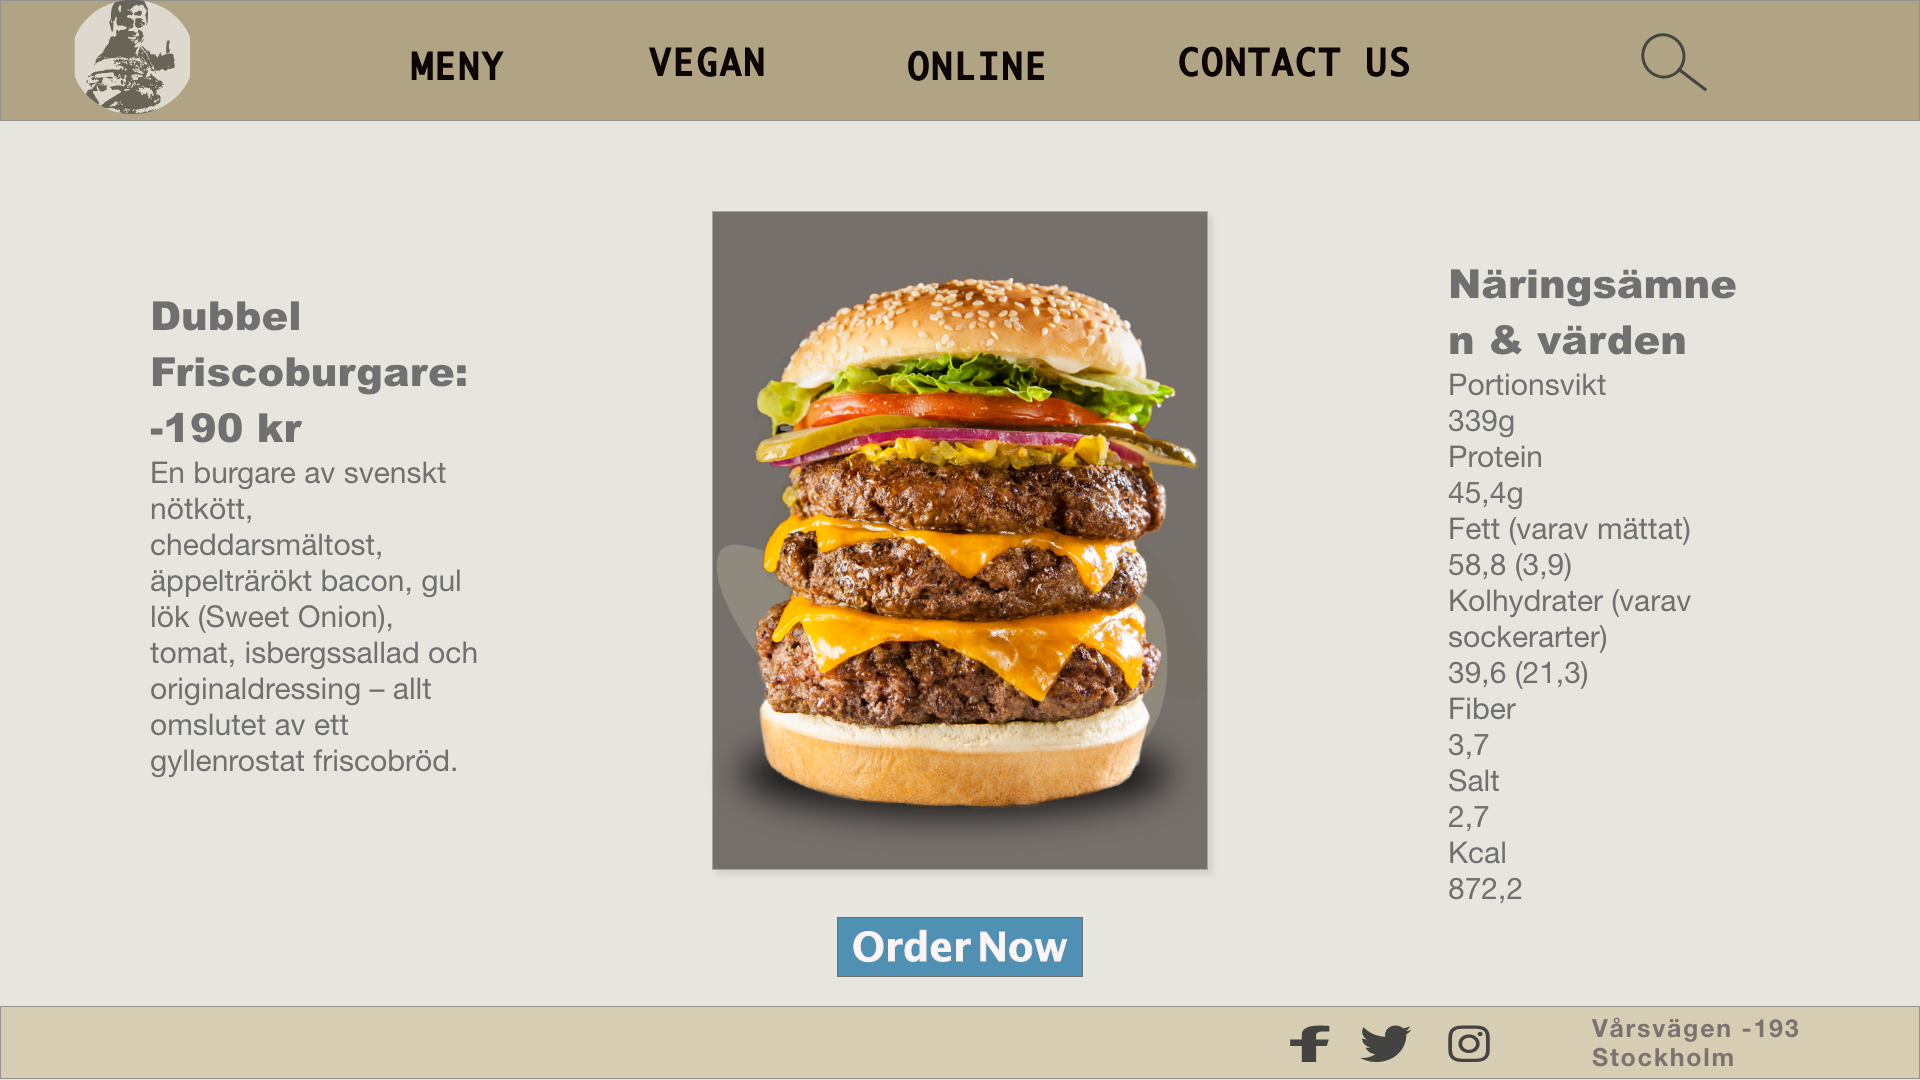 MENY
VEGAN
ONLINE
CONTACT US
Dubbel
Friscoburgare:
-190 kr
En burgare av svenskt
nötkött,
cheddarsmältost,
äppelträrökt bacon, gul
lök (Sweet Onion),
tomat, isbergssallad och
originaldressing – allt
omslutet av ett
gyllenrostat friscobröd.
Order Now
Näringsämne
n & värden
Portionsvikt
339g
Protein
45,4g
Fett (varav mättat)
58,8 (3,9)
Kolhydrater (varav
sockerarter)
39,6 (21,3)
Fiber
3,7
Salt
2,7
Kcal
872,2
Vårsvägen -193
Stockholm